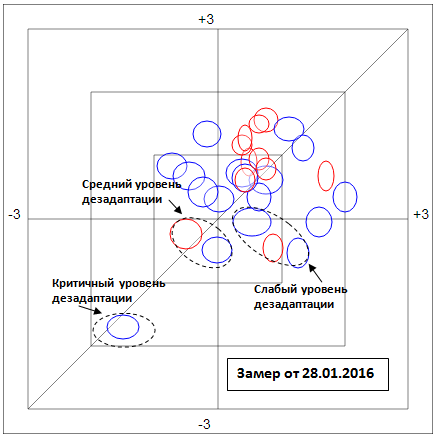 +3
Средний уровень
дезадаптации
-3
+3
Критичный уровень
дезадаптации
Слабый уровень
дезадаптации
Замер от 28.01.2016
-3